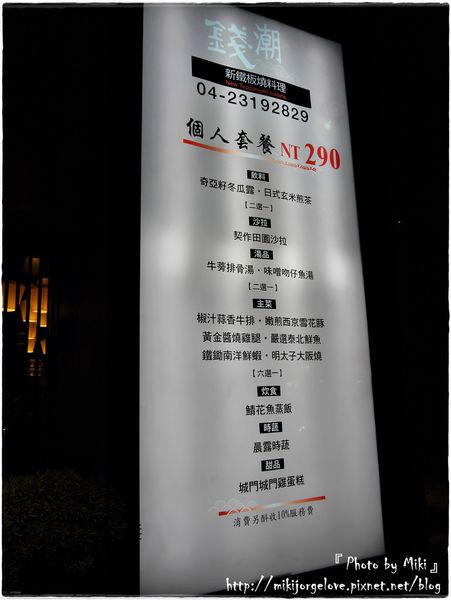 錢潮
新鐵板燒料理
New Teppanyaki cuisine
04-23192829
個人套餐 NT 290
飲料
奇亞籽冬瓜露・日式玄米煎茶
【二選一】
沙拉
契作田園沙拉
湯品
牛蒡排骨湯・味噌吻仔魚湯
【二選一】
主菜
椒汁蒜香牛排・嫩煎西京雪花豚
黃金醬燒雞腿・嚴選泰北鮮魚
鐵鋤南洋鮮蝦・明太子大阪燒
【六選一】
炊食
鯖花魚蒸飯
時蔬
晨露時蔬
甜品
城門城門雞蛋糕
消費另酌收10%服務費
『 Photo by Miki 』
http://mikijorgelove.pixnet.net/blog